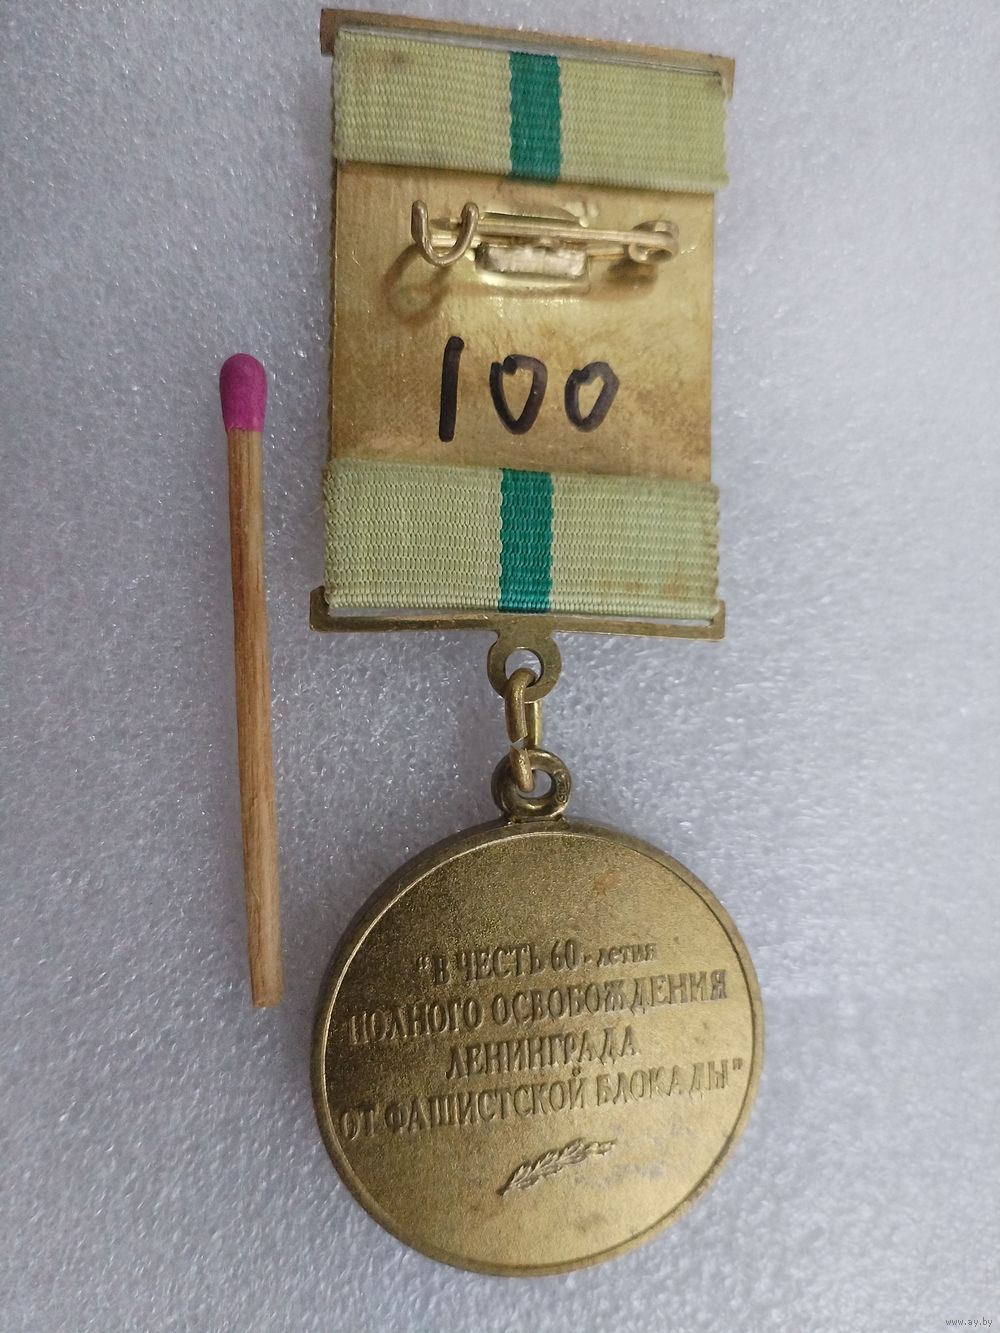 100
"В ЧЕСТЬ 60-летия
ПОЛНОГО ОСВОБОЖДЕНИЯ
ЛЕНИНГРАДА
ОТ ФАШИСТСКОЙ БЛОКАДЫ"
www.ay.by